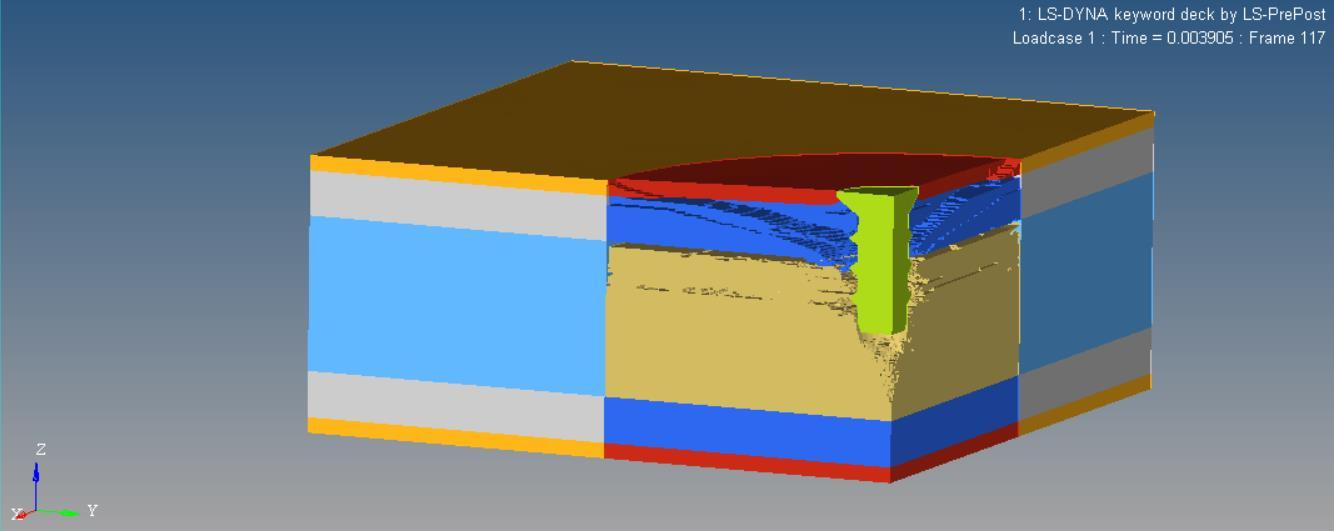 1: LS-DYNA keyword deck by LS-PrePost
Loadcase 1 : Time = 0.003905 : Frame 117
Z
X
Y